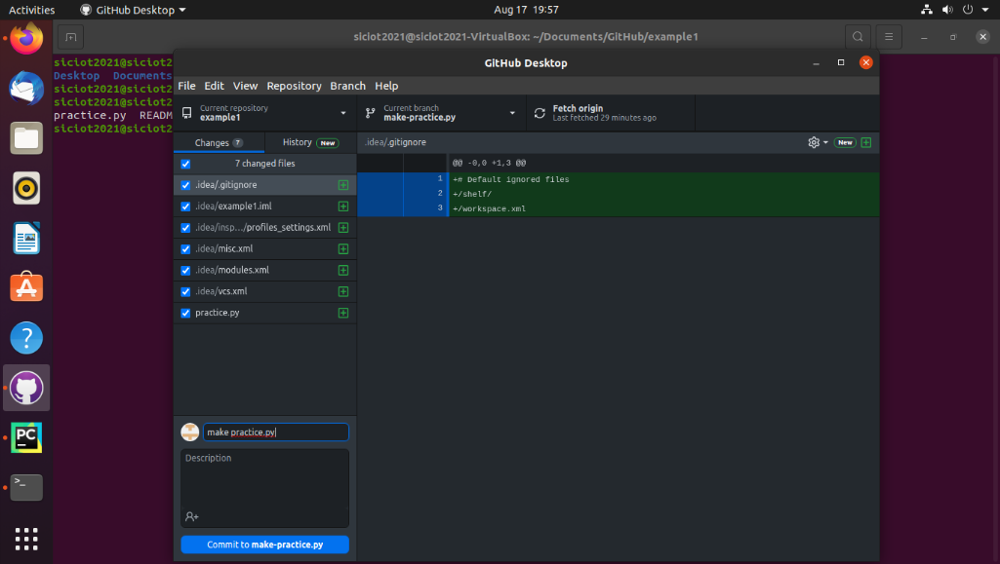 Activities
GitHub Desktop
Aug 17 19:57
siciot2021@siciot2021-VirtualBox: ~/Documents/GitHub/example1
siciot2021@siciot2
Desktop Documents
siciot2021@siciot2
siciot2021@siciot2
practice.py READM
siciot2021@siciot2
GitHub Desktop
File Edit View Repository Branch Help
Current repository
example1
Current branch
make-practice.py
Fetch origin
Last fetched 29 minutes ago
Changes 7
History New
.idea/.gitignore
New
7 changed files
@@ -0,0 +1,3 @@
.idea/.gitignore
1 +# Default ignored files
2 +/shelf/
3 +/workspace.xml
.idea/example1.iml
.idea/insp…/profiles_settings.xml
.idea/misc.xml
.idea/modules.xml
.idea/vcs.xml
practice.py
make practice.py
Description
Commit to make-practice.py
PC
>_
?